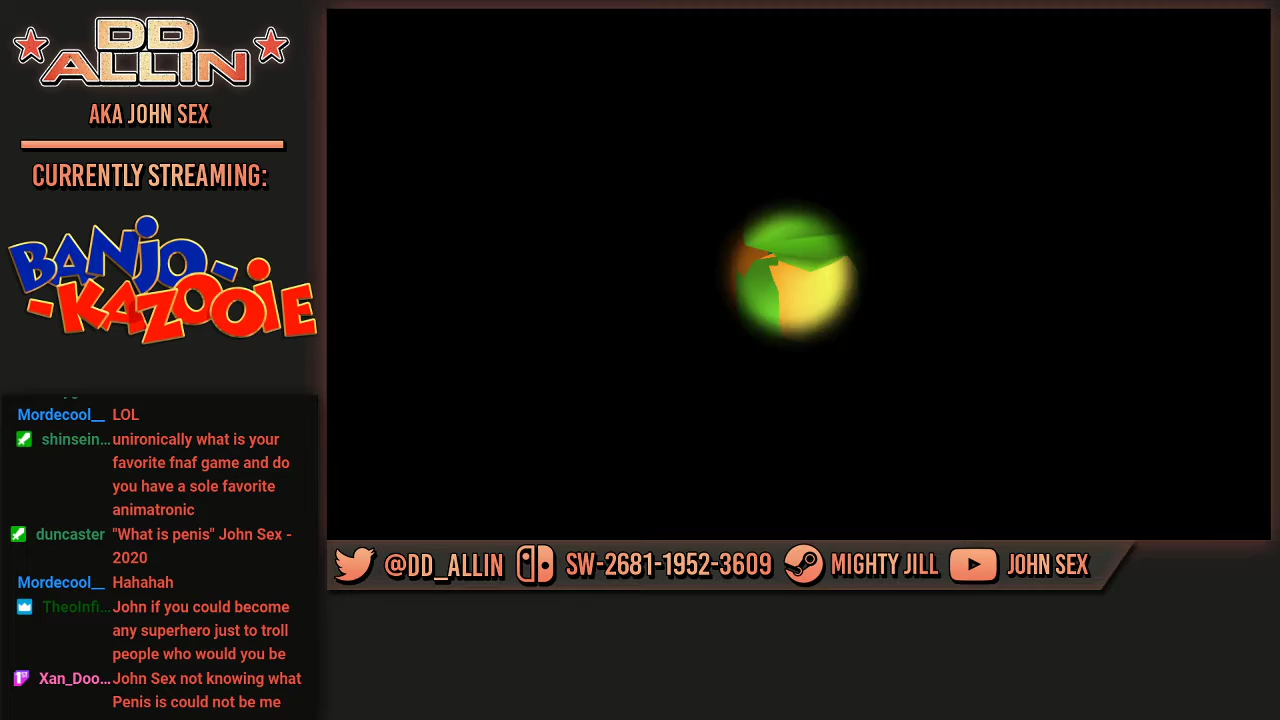 DD
ALLIN
AKA JOHN SEX
CURRENTLY STREAMING:
BANJO-
-KAZOOIE
Mordecool__ LOL
shinsein... unironically what is your
favorite fnaf game and do
you have a sole favorite
animatronic
duncaster "What is penis" John Sex -
2020
Mordecool__ Hahahah
TheoInfi... John if you could become
any superhero just to troll
people who would you be
Xan_Doo... John Sex not knowing what
Penis is could not be me
@DD_ALLIN SW-2681-1952-3609 MIGHTY JILL JOHN SEX